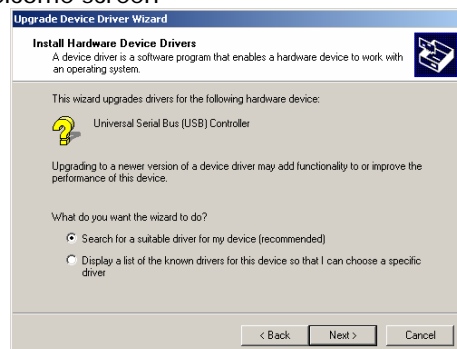 Welcome screen
Upgrade Device Driver Wizard
Install Hardware Device Drivers
A device driver is a software program that enables a hardware device to work with
an operating system.
This wizard upgrades drivers for the following hardware device:
Universal Serial Bus (USB) Controller
Upgrading to a newer version of a device driver may add functionality to or improve the
performance of this device.
What do you want the wizard to do?
Search for a suitable driver for my device (recommended)
Display a list of the known drivers for this device so that I can choose a specific
driver
< Back Next > Cancel